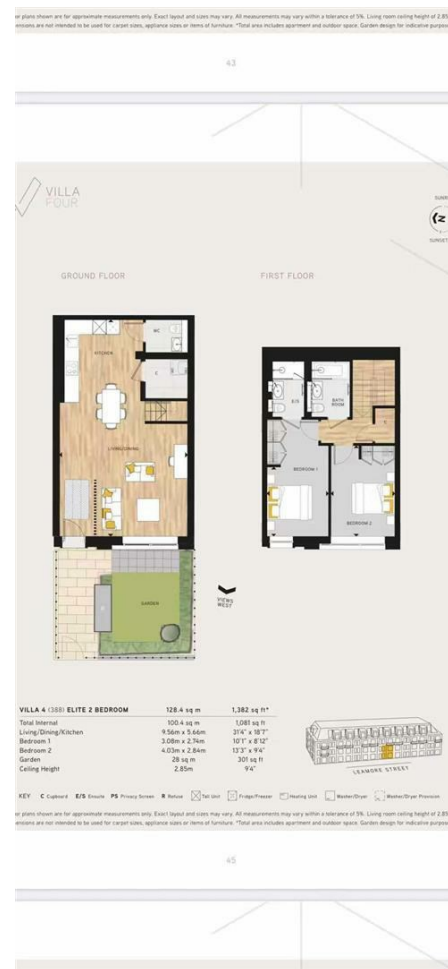 or plans shown are for approximate measurements only. Exact layout and sizes may vary. All measurements may vary within a tolerance of 5%. Living room ceiling height of 2.85
ensions are not intended to be used for carpet sizes, appliance sizes or items of furniture. *Total area includes apartment and outdoor space. Garden design for indicative purpose
43
VILLA
FOUR
SUNRI
N
SUNSET
GROUND FLOOR
FIRST FLOOR
WC
KITCHEN
C
E/S
BATH
ROOM
C
LIVING/DINING
BEDROOM 1
BEDROOM 2
GARDEN
VIEWS
WEST
VILLA 4 (388) ELITE 2 BEDROOM 128.4 sq m 1,382 sq ft*
Total Internal 100.4 sq m 1,081 sq ft
Living/Dining/Kitchen 9.56m x 5.66m 31'4" x 18'7"
Bedroom 1 3.08m x 2.74m 10'1" x 8'12"
Bedroom 2 4.03m x 2.84m 13'3" x 9'4"
Garden 28 sq m 301 sq ft
Ceiling Height 2.85m 9'4"
LEAMORE STREET
KEY C Cupboard E/S Ensuite PS Privacy Screen R Refuse Tall Unit Fridge/Freezer Heating Unit Washer/Dryer Washer/Dryer Provision
or plans shown are for approximate measurements only. Exact layout and sizes may vary. All measurements may vary within a tolerance of 5%. Living room ceiling height of 2.85
ensions are not intended to be used for carpet sizes, appliance sizes or items of furniture. *Total area includes apartment and outdoor space. Garden design for indicative purpose
45